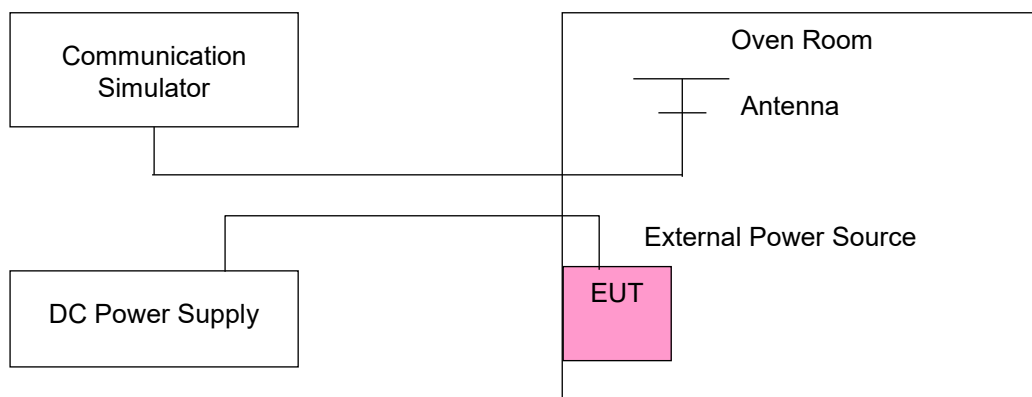 Communication
Simulator
Oven Room
Antenna
External Power Source
EUT
DC Power Supply